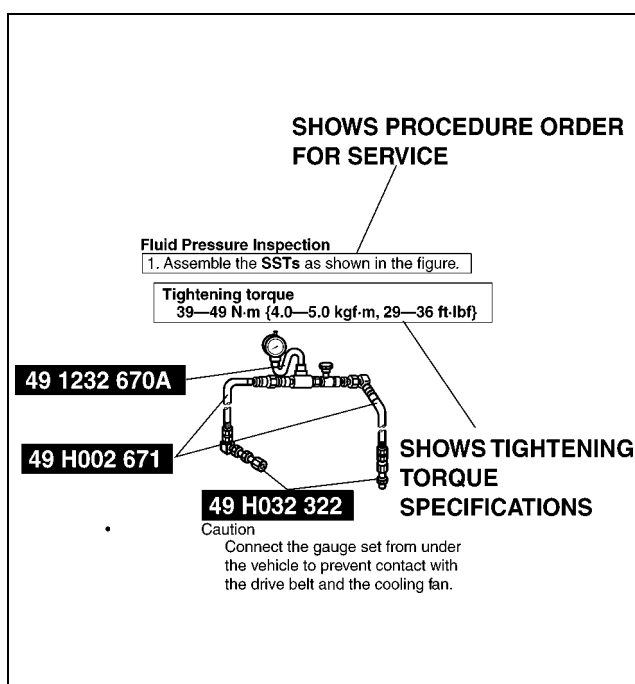 SHOWS PROCEDURE ORDER
FOR SERVICE
Fluid Pressure Inspection
1. Assemble the SSTs as shown in the figure.
Tightening torque
39—49 N·m {4.0—5.0 kgf·m, 29—36 ft·lbf}
49 1232 670A
49 H002 671
49 H032 322
SHOWS TIGHTENING
TORQUE
SPECIFICATIONS
Caution
Connect the gauge set from under
the vehicle to prevent contact with
the drive belt and the cooling fan.